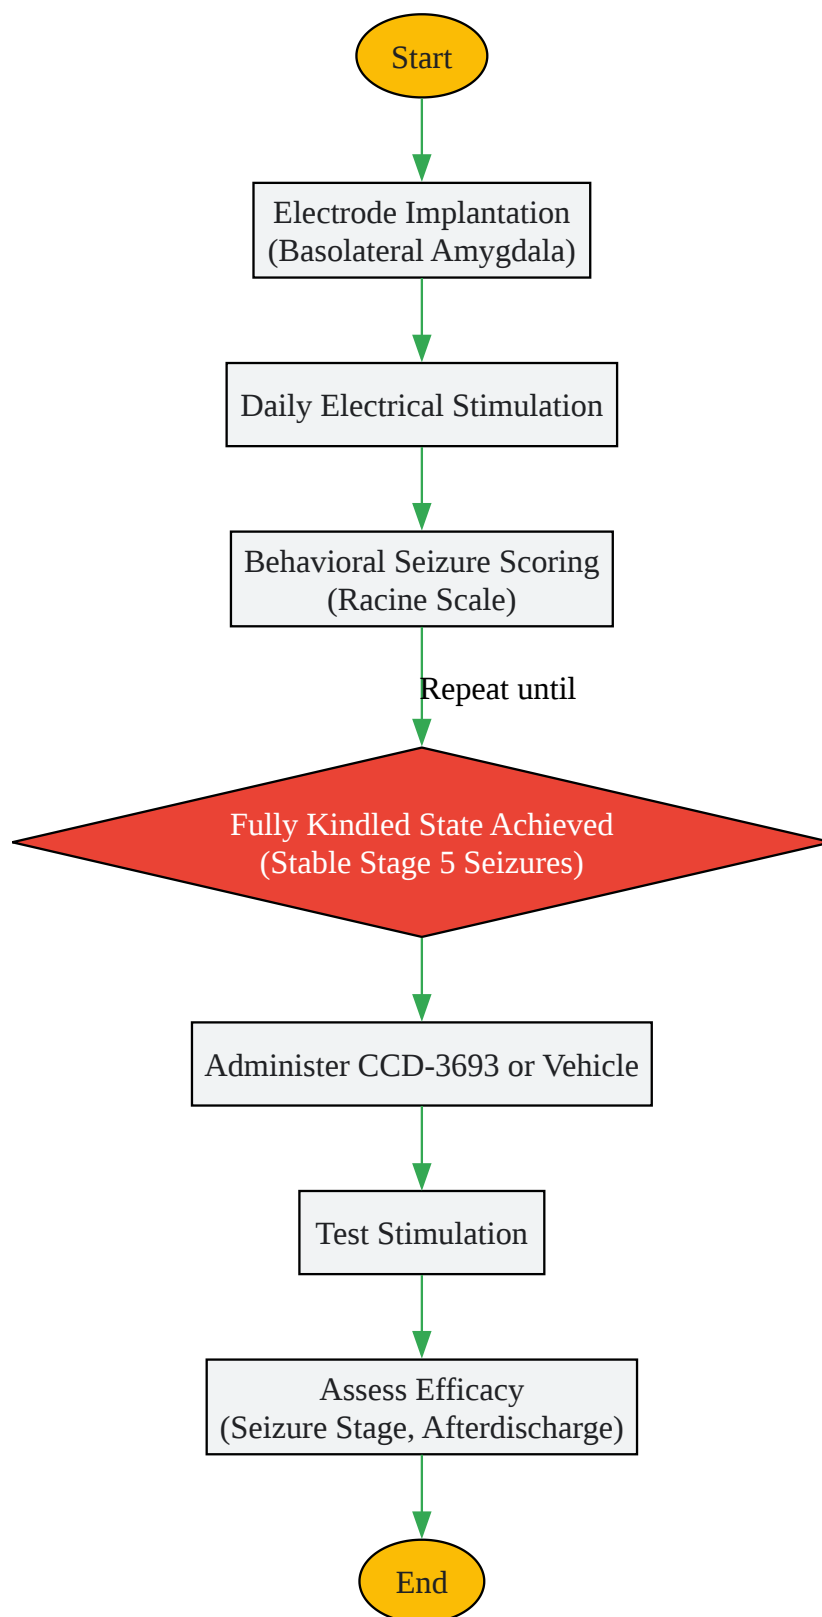 Start
Electrode Implantation
(Basolateral Amygdala)
Daily Electrical Stimulation
Behavioral Seizure Scoring
(Racine Scale)
Repeat until
Fully Kindled State Achieved
(Stable Stage 5 Seizures)
Administer CCD-3693 or Vehicle
Test Stimulation
Assess Efficacy
(Seizure Stage, Afterdischarge)
End